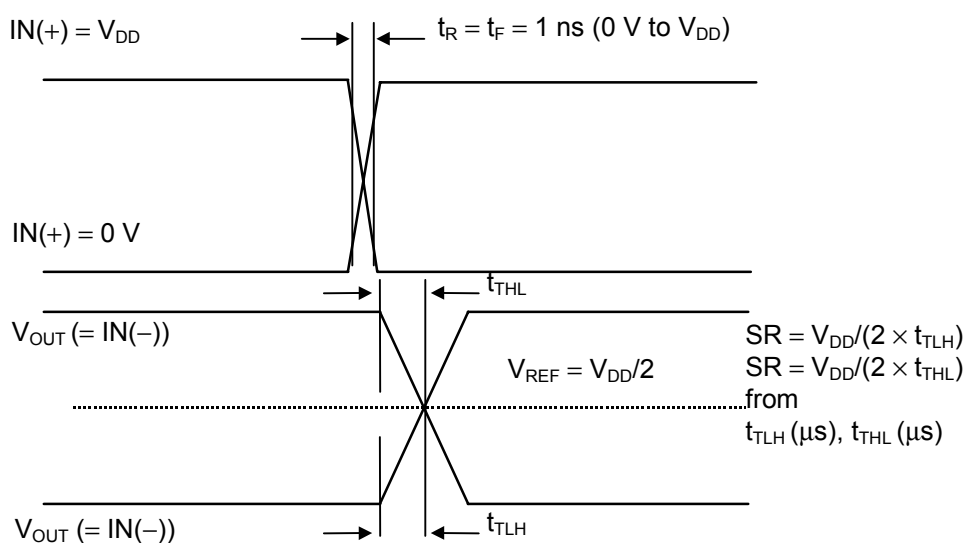 IN(+) = VDD
tR = tF = 1 ns (0 V to VDD)
IN(+) = 0 V
tTHL
VOUT (= IN(−))
VREF = VDD/2
SR = VDD/(2 × tTLH)
SR = VDD/(2 × tTHL)
from
tTLH (μs), tTHL (μs)
VOUT (= IN(−))
tTLH